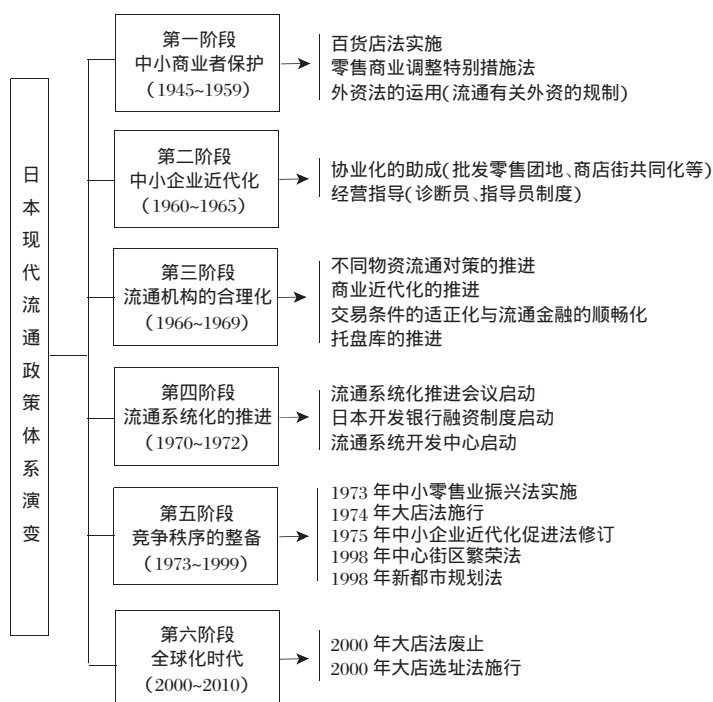 日本现代流通政策体系演变
第一阶段
中小商业者保护
(1945~1959)
百货店法实施
零售商业调整特别措施法
外资法的运用(流通有关外资的规制)
第二阶段
中小企业近代化
(1960~1965)
协业化的助成(批发零售团地、商店街共同化等)
经营指导(诊断员、指导员制度)
第三阶段
流通机构的合理化
(1966~1969)
不同物资流通对策的推进
商业近代化的推进
交易条件的适正化与流通金融的顺畅化
托盘库的推进
第四阶段
流通系统化的推进
(1970~1972)
流通系统化推进会议启动
日本开发银行融资制度启动
流通系统开发中心启动
第五阶段
竞争秩序的整备
(1973~1999)
1973 年中小零售业振兴法实施
1974 年大店法施行
1975 年中小企业近代化促进法修订
1998 年中心街区繁荣法
1998 年新都市规划法
第六阶段
全球化时代
(2000~2010)
2000 年大店法废止
2000 年大店选址法施行